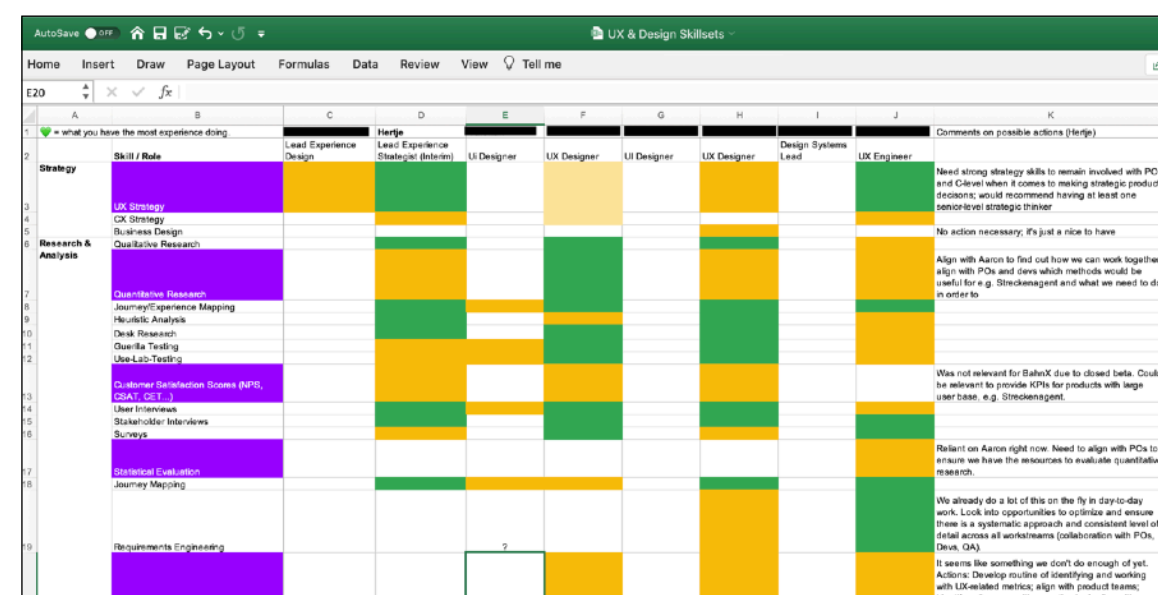 AutoSave OFF UX & Design Skillsets
Home Insert Draw Page Layout Formulas Data Review View Tell me
E20 fx
A B C D E F G H I J K
1 = what you have the most experience doing. Hertje Comments on possible actions (Hertje)
2 Skill / Role Lead Experience Design Lead Experience Strategist (Interim) Ui Designer UX Designer UI Designer UX Designer Design Systems Lead UX Engineer
Strategy
Need strong strategy skills to remain involved with PO
and C-level when it comes to making strategic product
decisons; would recommend having at least one
3 UX Strategy senior-level strategic thinker
4 CX Strategy
5 Business Design No action necessary; it's just a nice to have
6 Research & Analysis Qualitative Research
Align with Aaron to find out how we can work together
align with POs and devs which methods would be
useful for e.g. Streckenagent and what we need to do
7 Quantitative Research in order to
8 Journey/Experience Mapping
9 Heuristic Analysis
10 Desk Research
11 Guerilla Testing
12 Use-Lab-Testing
Was not relevant for BahnX due to closed beta. Could
Customer Satisfaction Scores (NPS, be relevant to provide KPIs for products with large
13 CSAT, CET...) user base, e.g. Streckenagent.
14 User Interviews
15 Stakeholder Interviews
16 Surveys
Reliant on Aaron right now. Need to align with POs to
ensure we have the resources to evaluate quantitative
17 Statistical Evaluation research.
18 Journey Mapping
We already do a lot of this on the fly in day-to-day
work. Look into opportunities to optimize and ensure
there is a systematic approach and consistent level of
detail across all workstreams (collaboration with POs,
19 Requirements Engineering ? Devs, QA).
It seems like something we don't do enough of yet.
Actions: Develop routine of identifying and working
with UX-related metrics; align with product teams;